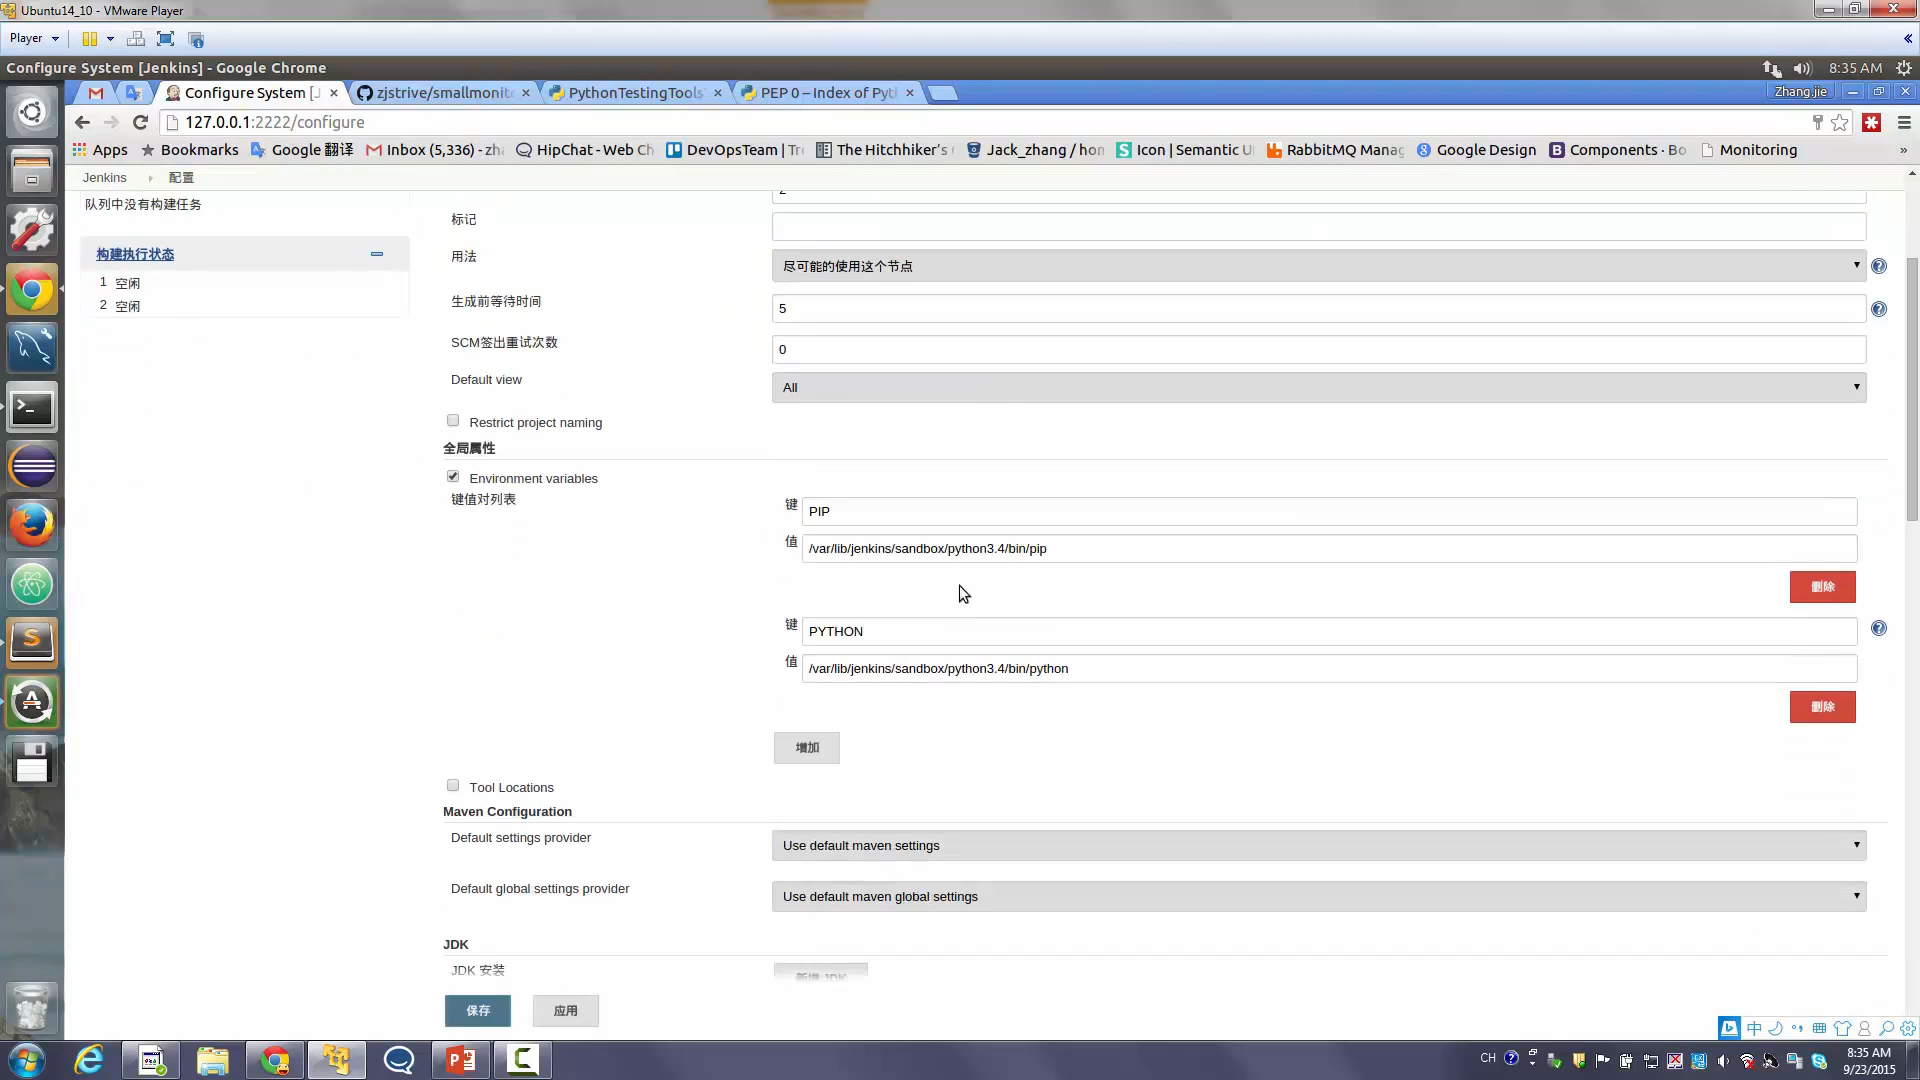 Ubuntu14_10 - VMware Player
Player
Configure System [Jenkins] - Google Chrome
8:35 AM
Configure System [J
zjstrive/smallmonito
PythonTestingTools
PEP 0 – Index of Pyt
Zhang.jie
127.0.0.1:2222/configure
Apps
Bookmarks
Google 翻译
Inbox (5,336) - zha
HipChat - Web C
DevOpsTeam | Tr
The Hitchhiker's
Jack_zhang / hon
Icon | Semantic U
RabbitMQ Manag
Google Design
Components · Bo
Monitoring
»
Jenkins
配置
队列中没有构建任务
构建执行状态
1 空闲
2 空闲
标记
用法
尽可能的使用这个节点
生成前等待时间
5
SCM签出重试次数
0
Default view
All
Restrict project naming
全局属性
Environment variables
键值对列表
键
PIP
值
/var/lib/jenkins/sandbox/python3.4/bin/pip
删除
键
PYTHON
值
/var/lib/jenkins/sandbox/python3.4/bin/python
删除
增加
Tool Locations
Maven Configuration
Default settings provider
Use default maven settings
Default global settings provider
Use default maven global settings
JDK
JDK 安装
新增 JDK
保存
应用
中
CH
8:35 AM
9/23/2015